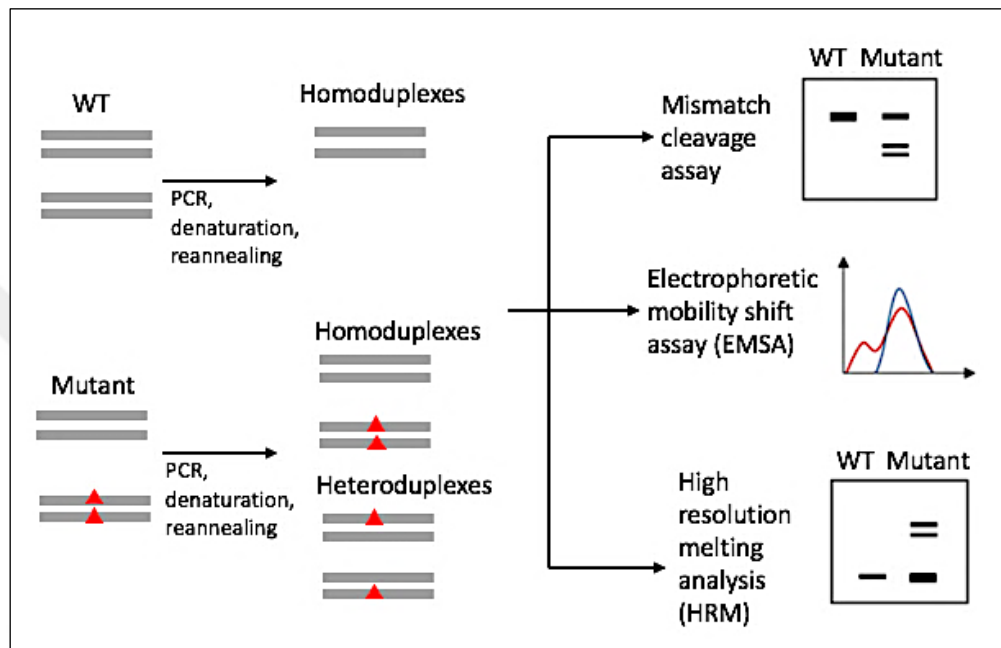 WT
Homoduplexes
PCR,
denaturation,
reannealing
Mutant
PCR,
denaturation,
reannealing
Homoduplexes
Heteroduplexes
Mismatch
cleavage
assay
WT Mutant
Electrophoretic
mobility shift
assay (EMSA)
High
resolution
melting
analysis
(HRM)
WT Mutant